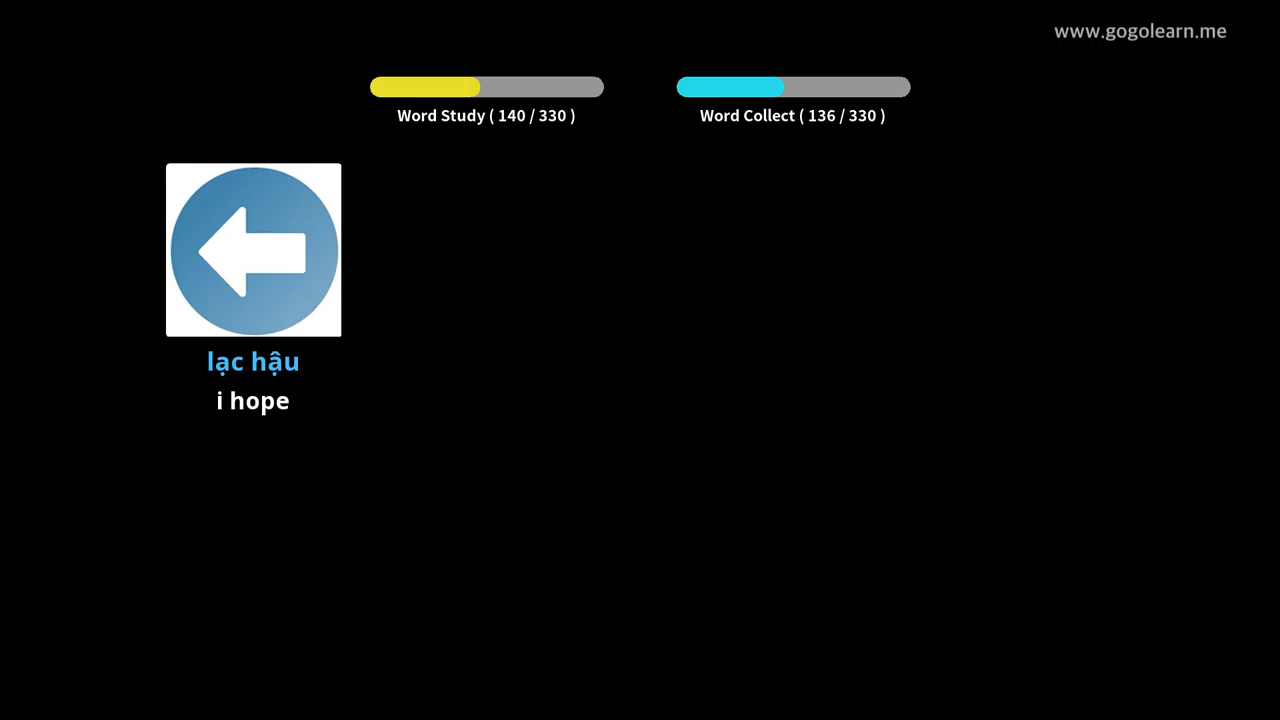 www.gogolearn.me
Word Study ( 140 / 330 )
Word Collect ( 136 / 330 )
lạc hậu
i hope